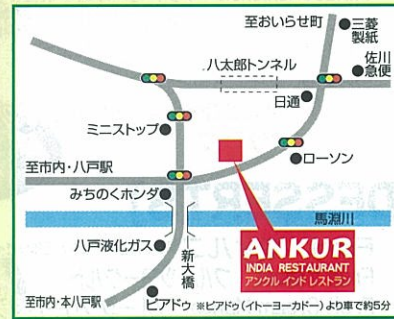 至おいらせ町
三菱
製紙
佐川
急便
八太郎トンネル
日通
ミニストップ
ローソン
至市内・八戸駅
みちのくホンダ
馬淵川
新大橋
八戸液化ガス
ANKUR
INDIA RESTAURANT
アンクル インド レストラン
至市内・本八戸駅
ピアドゥ
※ピアドゥ(イトーヨーカドー)より車で約5分